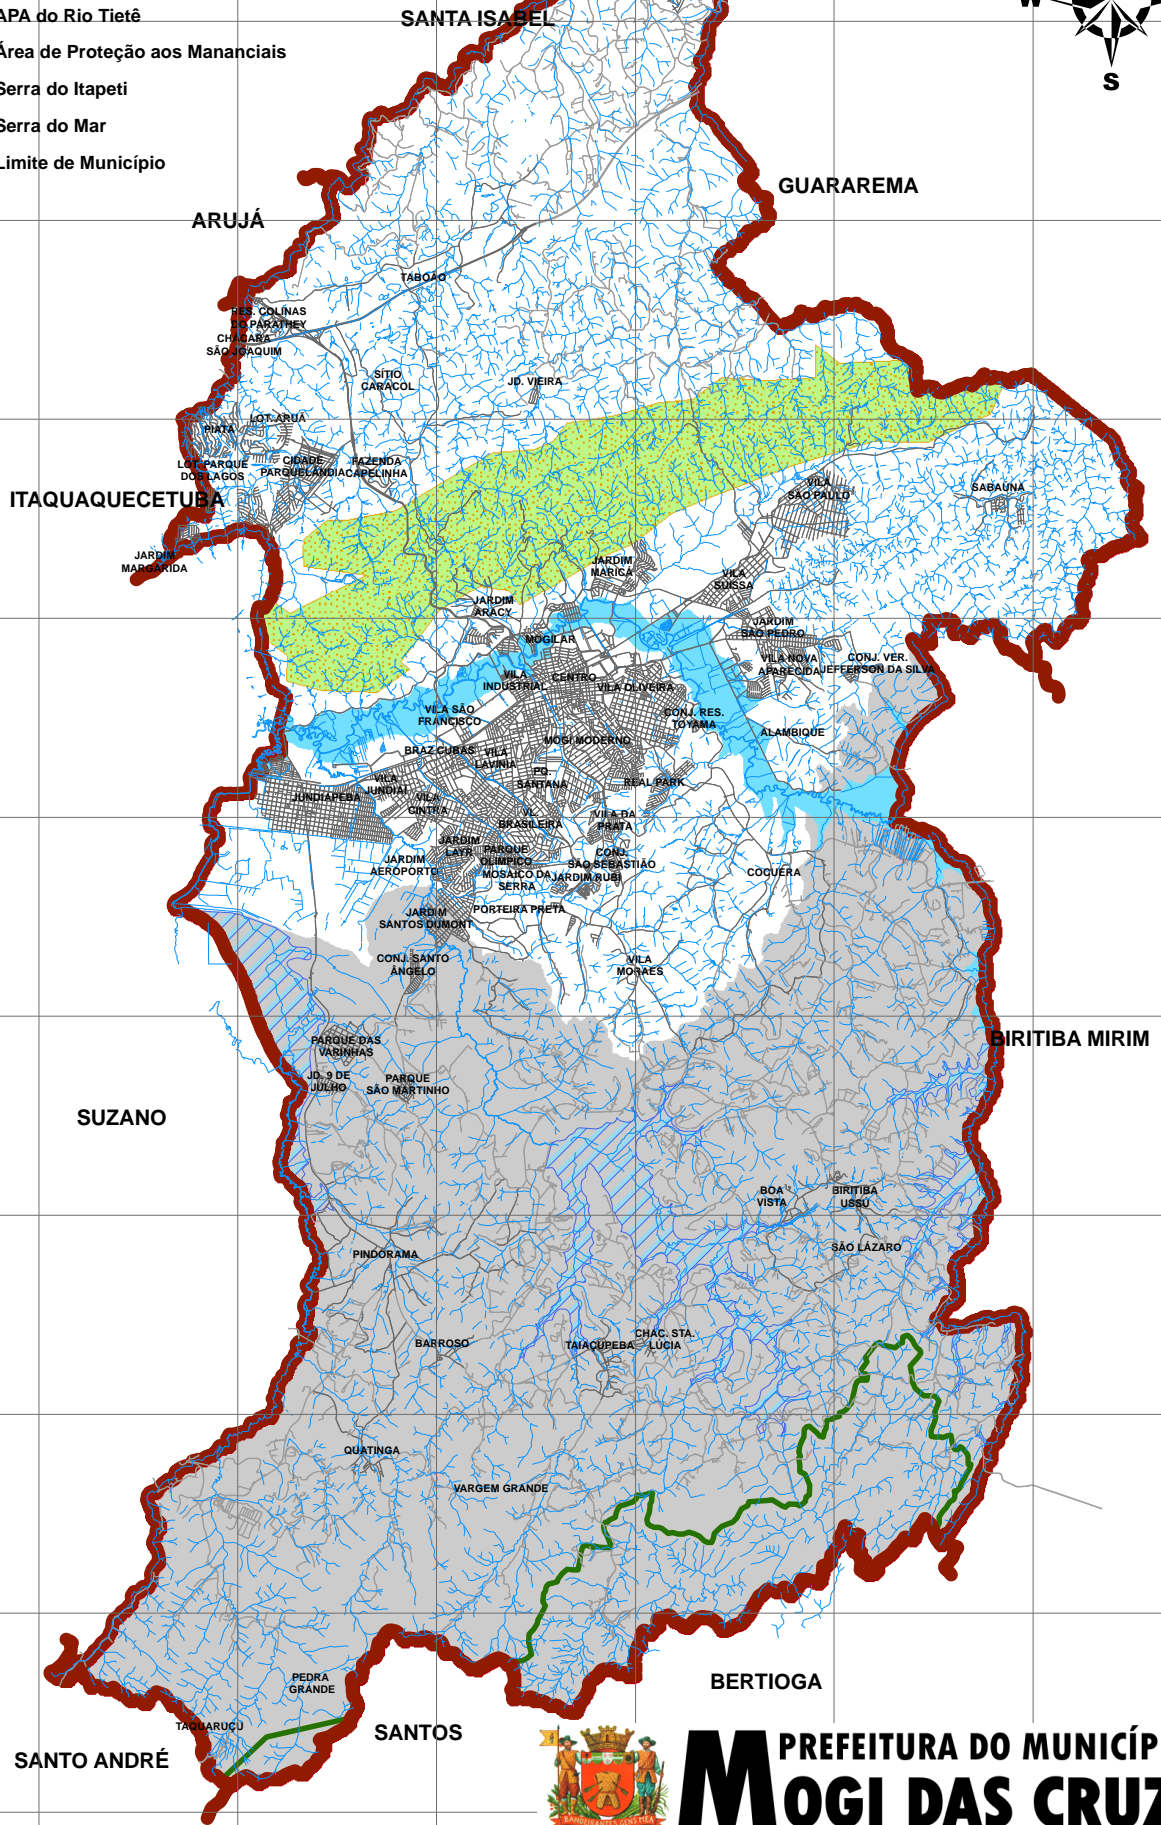 APA do Rio Tietê
Área de Proteção aos Mananciais
Serra do Itapeti
Serra do Mar
Limite de Município
SANTA ISABEL
S
GUARAREMA
ARUJÁ
TABOÃO
RES. COLINAS
DO PARATHEY
CHÁCARA
SÃO JOAQUIM
SÍTIO
CARACOL
JD. VIEIRA
LOT. ARUÃ
PIATÃ
LOT. PARQUE
DOS LAGOS
CIDADE
PARQUELÂNDIA
FAZENDA
CAPELINHA
ITAQUAQUECETUBA
VILA
SÃO PAULO
SABAÚNA
JARDIM
MARGARIDA
JARDIM
MARICÁ
VILA
SUISSA
JARDIM
ARACY
JARDIM
SÃO PEDRO
MOGILAR
VILA NOVA
APARECIDA
CONJ. VER.
JEFFERSON DA SILVA
VILA
INDUSTRIAL
CENTRO
VILA OLIVEIRA
VILA SÃO
FRANCISCO
CONJ. RES.
TOYAMA
ALAMBIQUE
MOGI MODERNO
BRAZ CUBAS
VILA
LAVÍNIA
PQ.
SANTANA
REAL PARK
VILA
JUNDIAÍ
JUNDIAPEBA
VILA
CINTRA
VL.
BRASILEIRA
VILA DA
PRATA
JARDIM
LAYR
PARQUE
OLÍMPICO
CONJ.
SÃO SEBASTIÃO
JARDIM
AEROPORTO
MOSAICO DA
SERRA
JARDIM RUBI
COCUERA
JARDIM
SANTOS DUMONT
PORTEIRA PRETA
CONJ. SANTO
ÂNGELO
VILA
MORAES
BIRITIBA MIRIM
PARQUE DAS
VARINHAS
JD. 9 DE
JULHO
PARQUE
SÃO MARTINHO
SUZANO
BOA
VISTA
BIRITIBA
USSÚ
SÃO LÁZARO
PINDORAMA
BARROSO
TAIAÇUPEBA
CHAC. STA.
LÚCIA
QUATINGA
VARGEM GRANDE
PEDRA
GRANDE
BERTIOGA
TAQUARUÇU
SANTOS
SANTO ANDRÉ
PREFEITURA DO MUNICÍP
MOGI DAS CRUZ
BANDEIRANTES GENS MEA